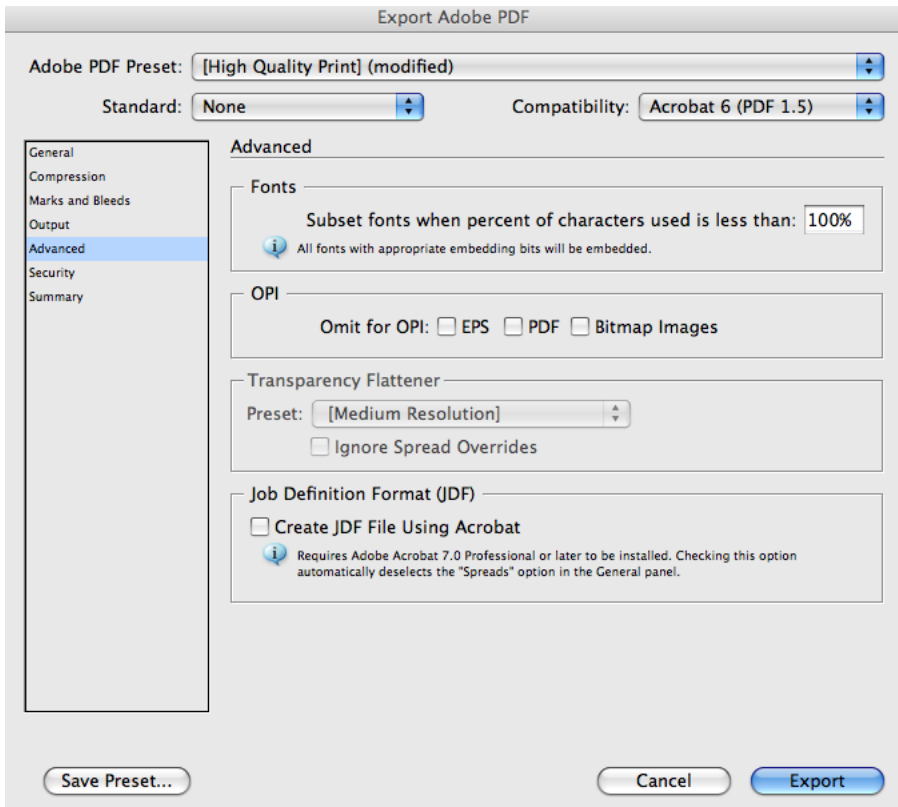 Export Adobe PDF
Adobe PDF Preset: [High Quality Print] (modified)
Standard: None Compatibility: Acrobat 6 (PDF 1.5)
General
Compression
Marks and Bleeds
Output
Advanced
Security
Summary
Advanced
Fonts
Subset fonts when percent of characters used is less than: 100%
All fonts with appropriate embedding bits will be embedded.
OPI
Omit for OPI: EPS PDF Bitmap Images
Transparency Flattener
Preset: [Medium Resolution]
Ignore Spread Overrides
Job Definition Format (JDF)
Create JDF File Using Acrobat
Requires Adobe Acrobat 7.0 Professional or later to be installed. Checking this option
automatically deselects the "Spreads" option in the General panel.
Save Preset... Cancel Export